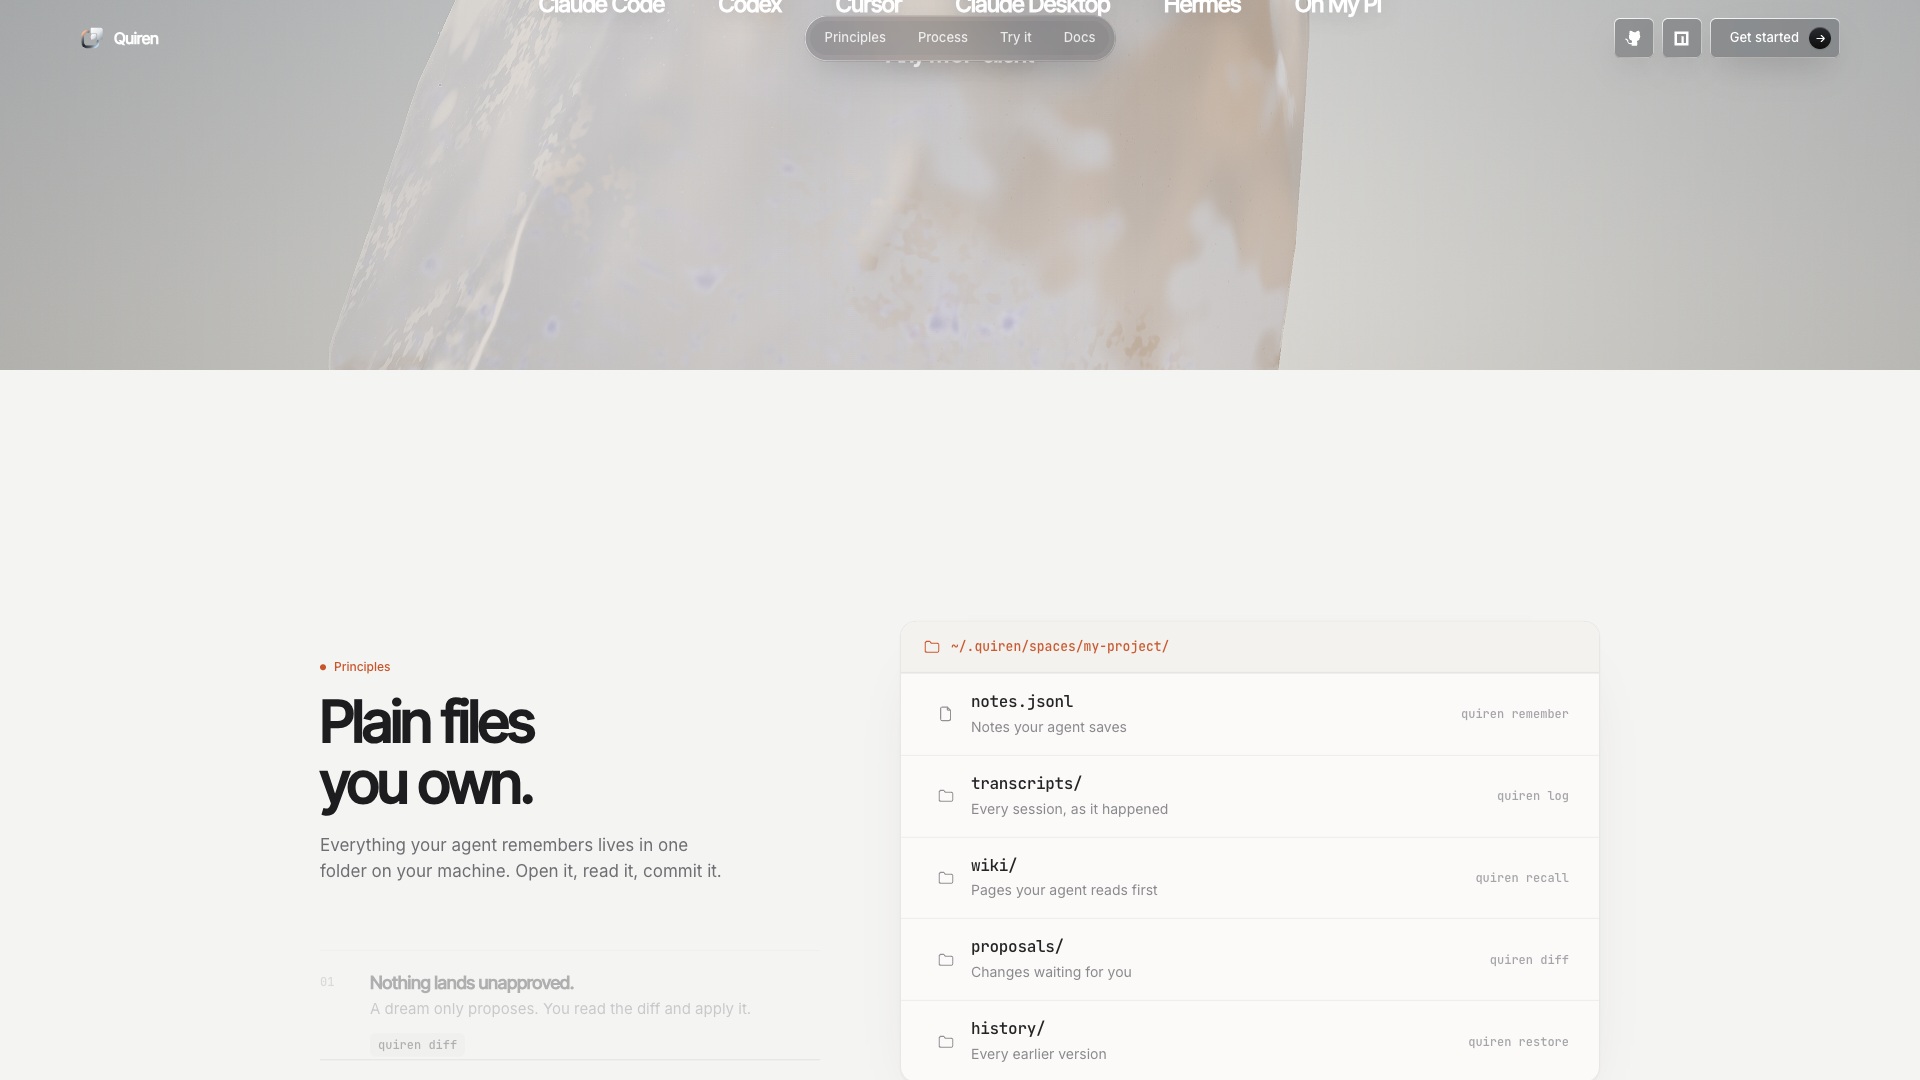 Claude Code Codex Cursor Claude Desktop Hermes Oh My Pi
Quiren
Principles Process Try it Docs
Get started
Any MCP client
Principles
Plain files
you own.
Everything your agent remembers lives in one
folder on your machine. Open it, read it, commit it.
01
Nothing lands unapproved.
A dream only proposes. You read the diff and apply it.
quiren diff
~/.quiren/spaces/my-project/
notes.jsonl
Notes your agent saves
quiren remember
transcripts/
Every session, as it happened
quiren log
wiki/
Pages your agent reads first
quiren recall
proposals/
Changes waiting for you
quiren diff
history/
Every earlier version
quiren restore